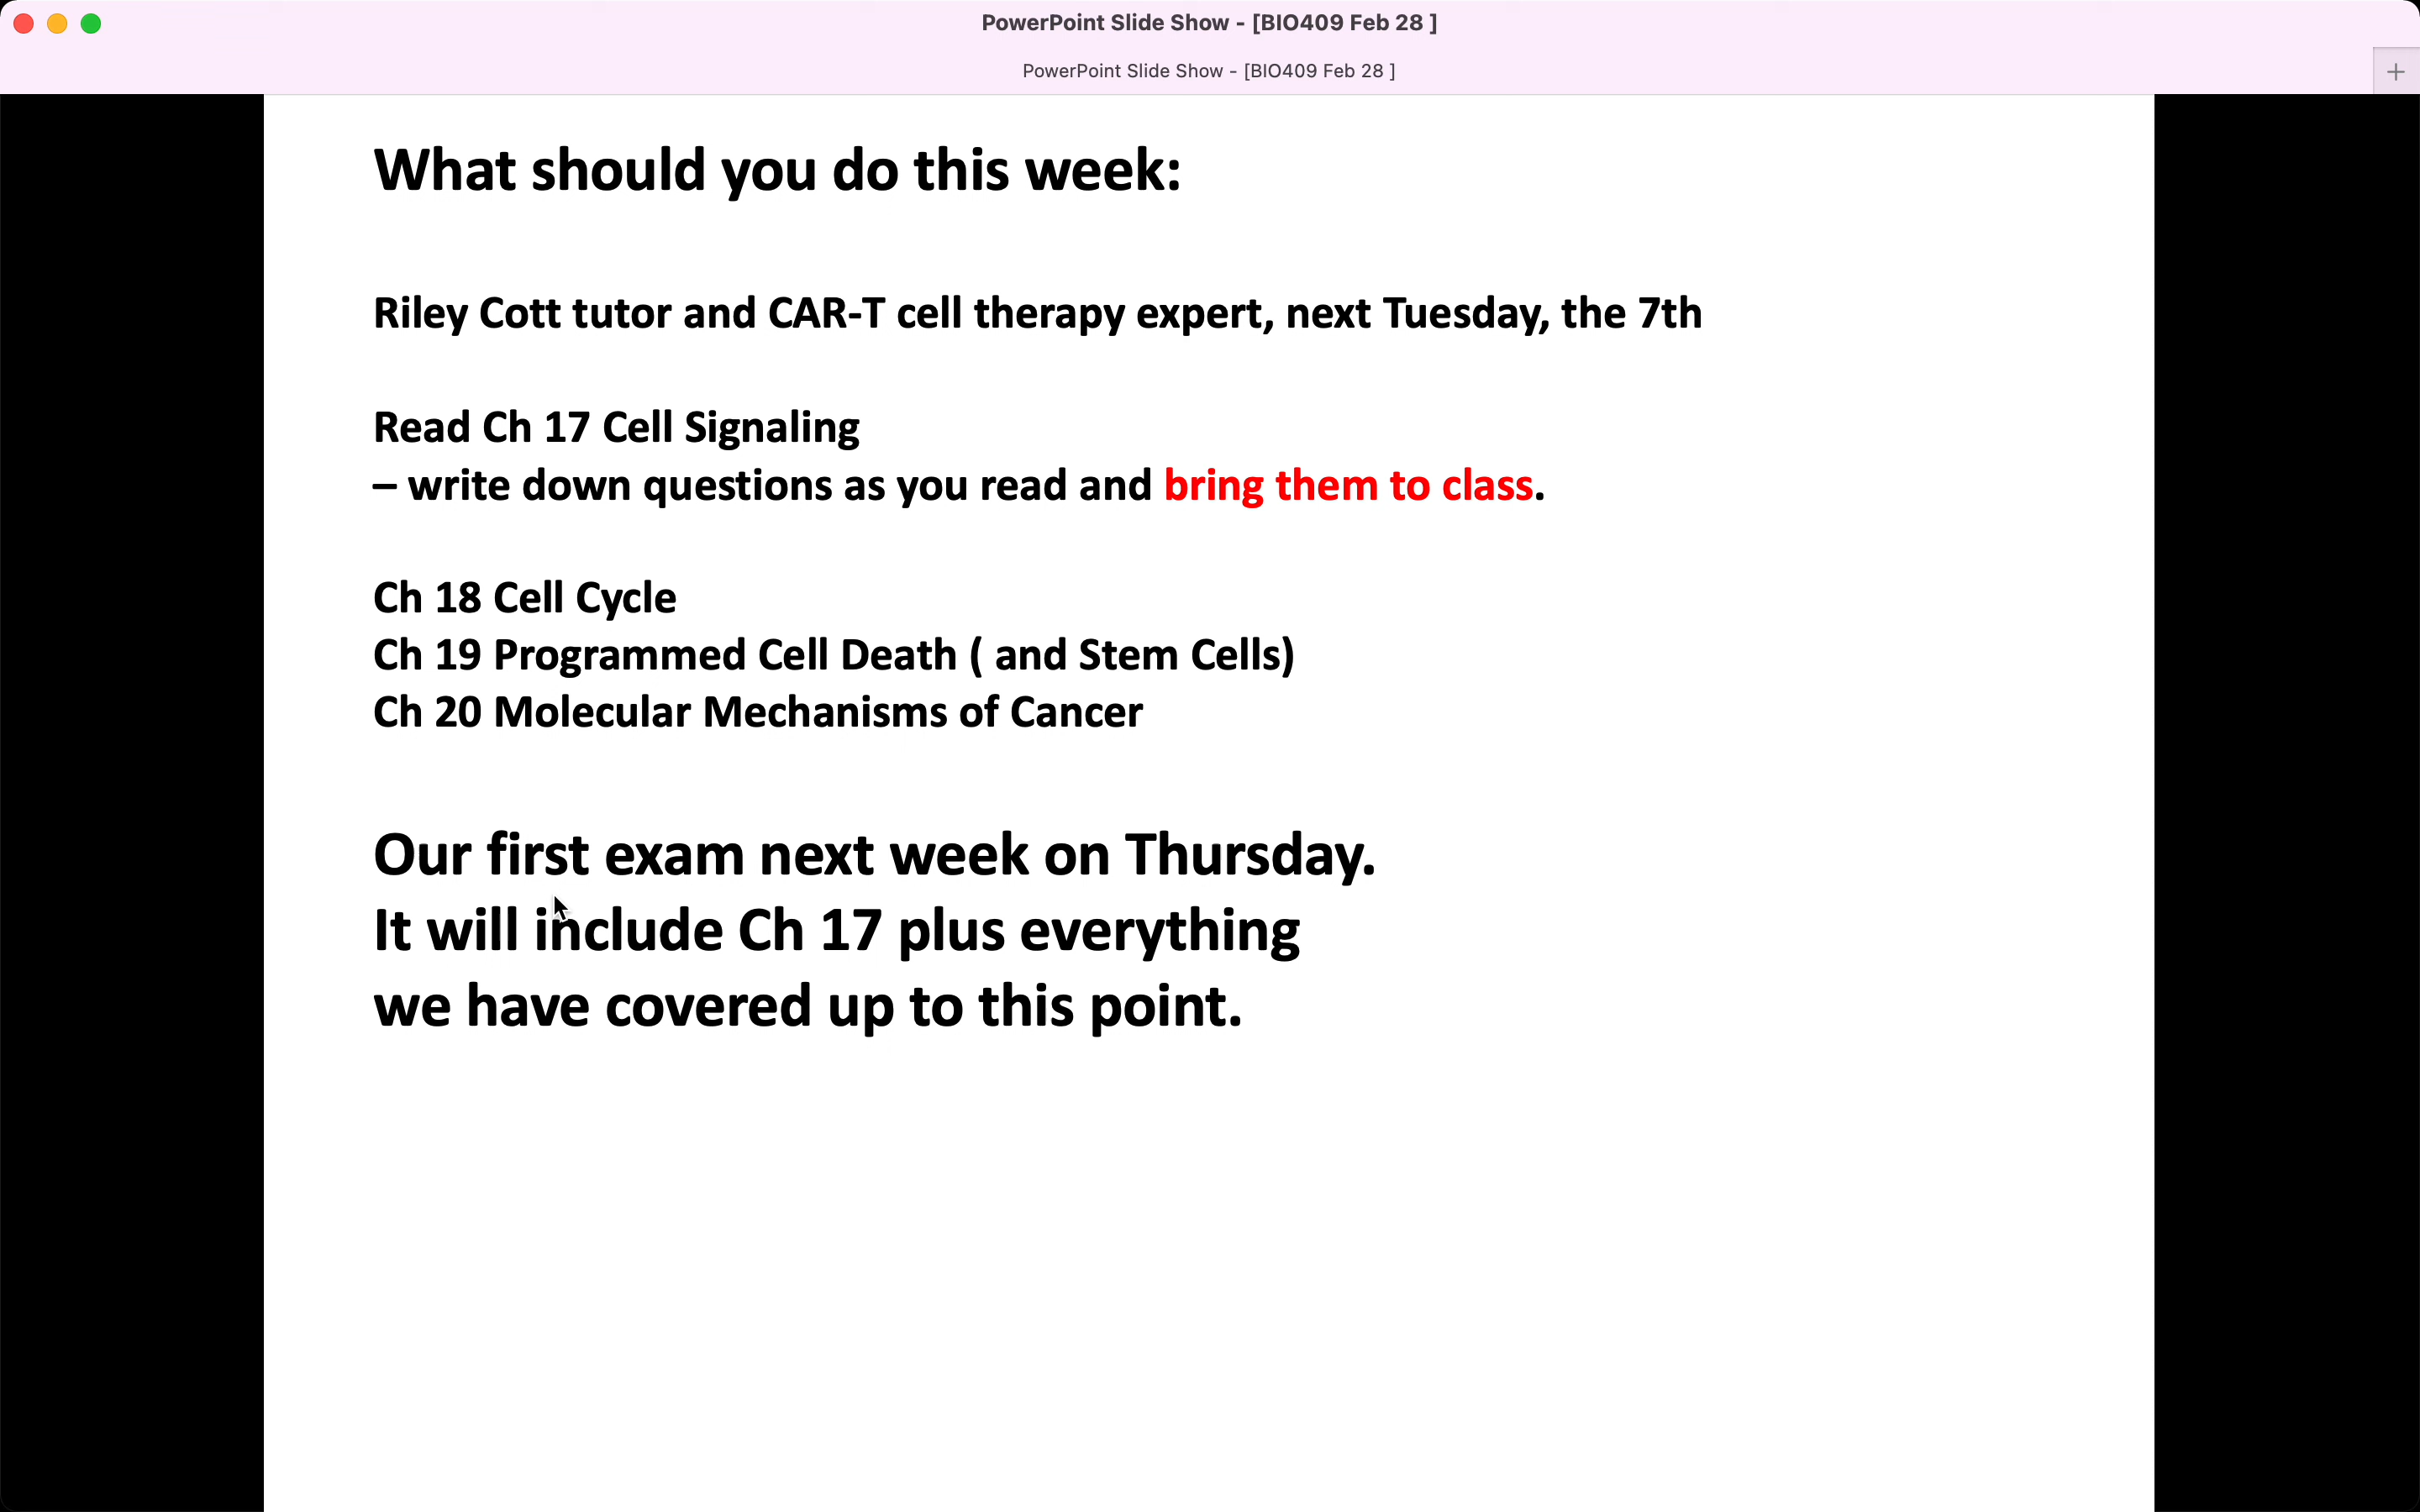 PowerPoint Slide Show - [BIO409 Feb 28 ]
PowerPoint Slide Show - [BIO409 Feb 28 ]
+
What should you do this week:
Riley Cott tutor and CAR-T cell therapy expert, next Tuesday, the 7th
Read Ch 17 Cell Signaling
– write down questions as you read and bring them to class.
Ch 18 Cell Cycle
Ch 19 Programmed Cell Death ( and Stem Cells)
Ch 20 Molecular Mechanisms of Cancer
Our first exam next week on Thursday.
It will include Ch 17 plus everything
we have covered up to this point.